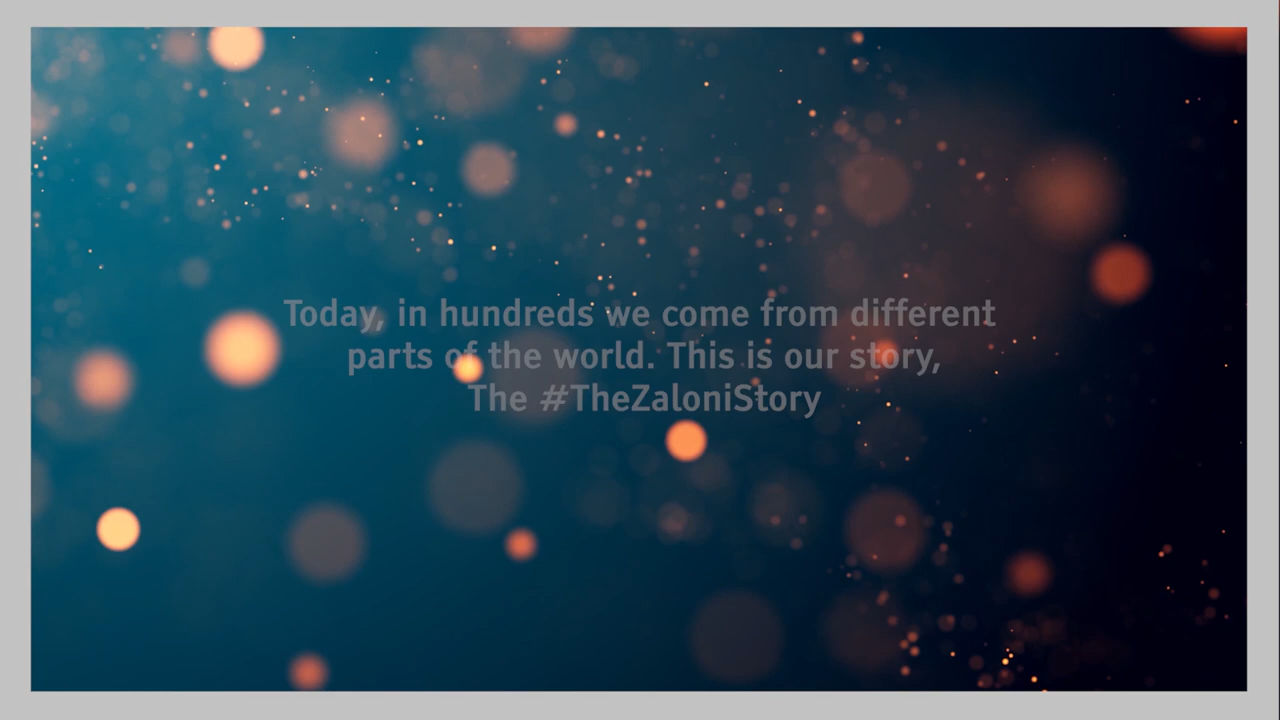 Today, in hundreds we come from different
parts of the world. This is our story,
The #TheZaloniStory